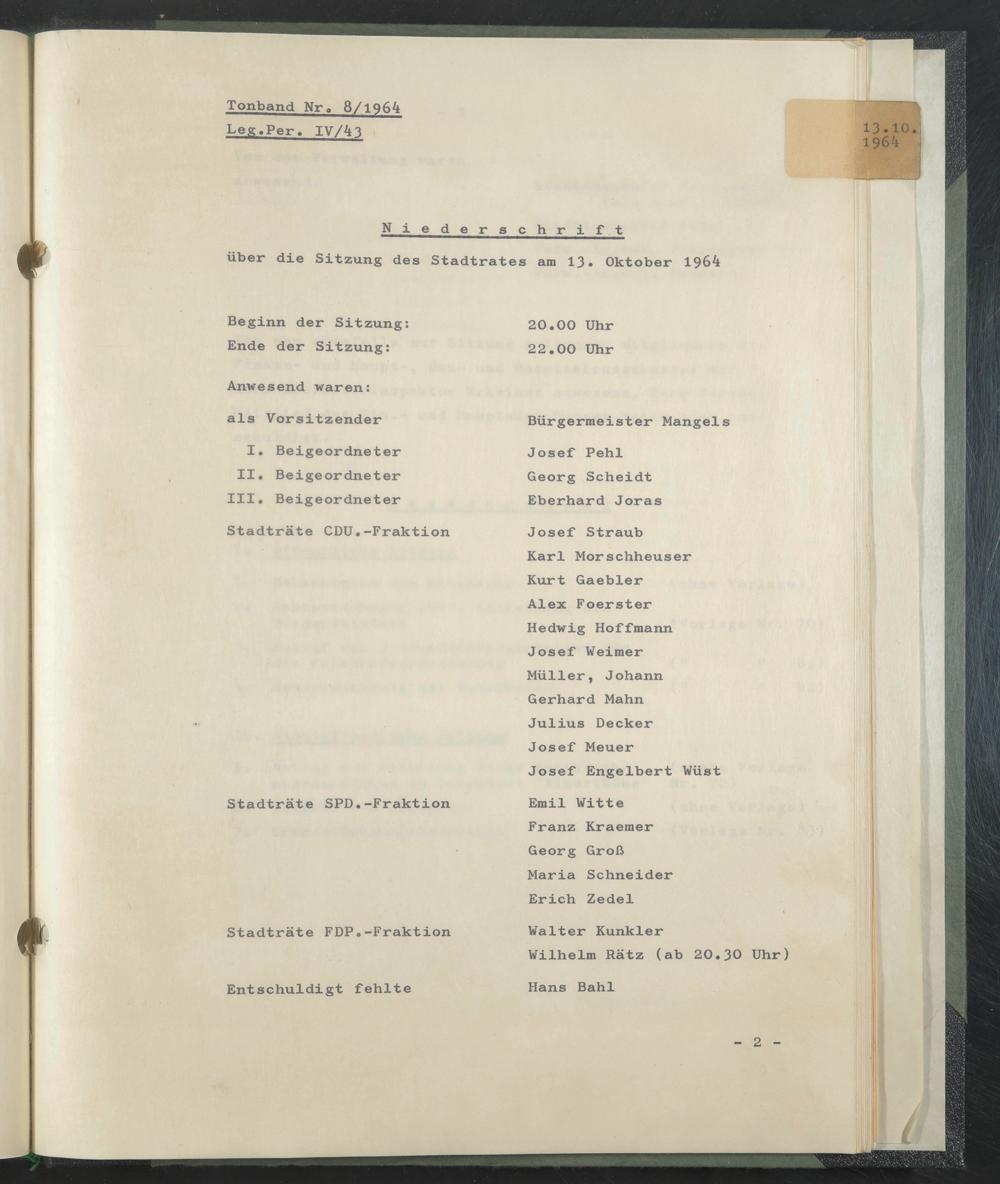 Tonband Nr. 8/1964
Leg.Per. IV/43
13.10.
1964
Niederschrift
über die Sitzung des Stadtrates am 13. Oktober 1964
Beginn der Sitzung: 20.00 Uhr
Ende der Sitzung: 22.00 Uhr
Anwesend waren:
als Vorsitzender Bürgermeister Mangels
I. Beigeordneter Josef Pehl
II. Beigeordneter Georg Scheidt
III. Beigeordneter Eberhard Joras
Stadträte CDU.-Fraktion Josef Straub
Karl Morschheuser
Kurt Gaebler
Alex Foerster
Hedwig Hoffmann
Josef Weimer
Müller, Johann
Gerhard Mahn
Julius Decker
Josef Meuer
Josef Engelbert Wüst
Stadträte SPD.-Fraktion Emil Witte
Franz Kraemer
Georg Groß
Maria Schneider
Erich Zedel
Stadträte FDP.-Fraktion Walter Kunkler
Wilhelm Rätz (ab 20.30 Uhr)
Entschuldigt fehlte Hans Bahl
- 2 -